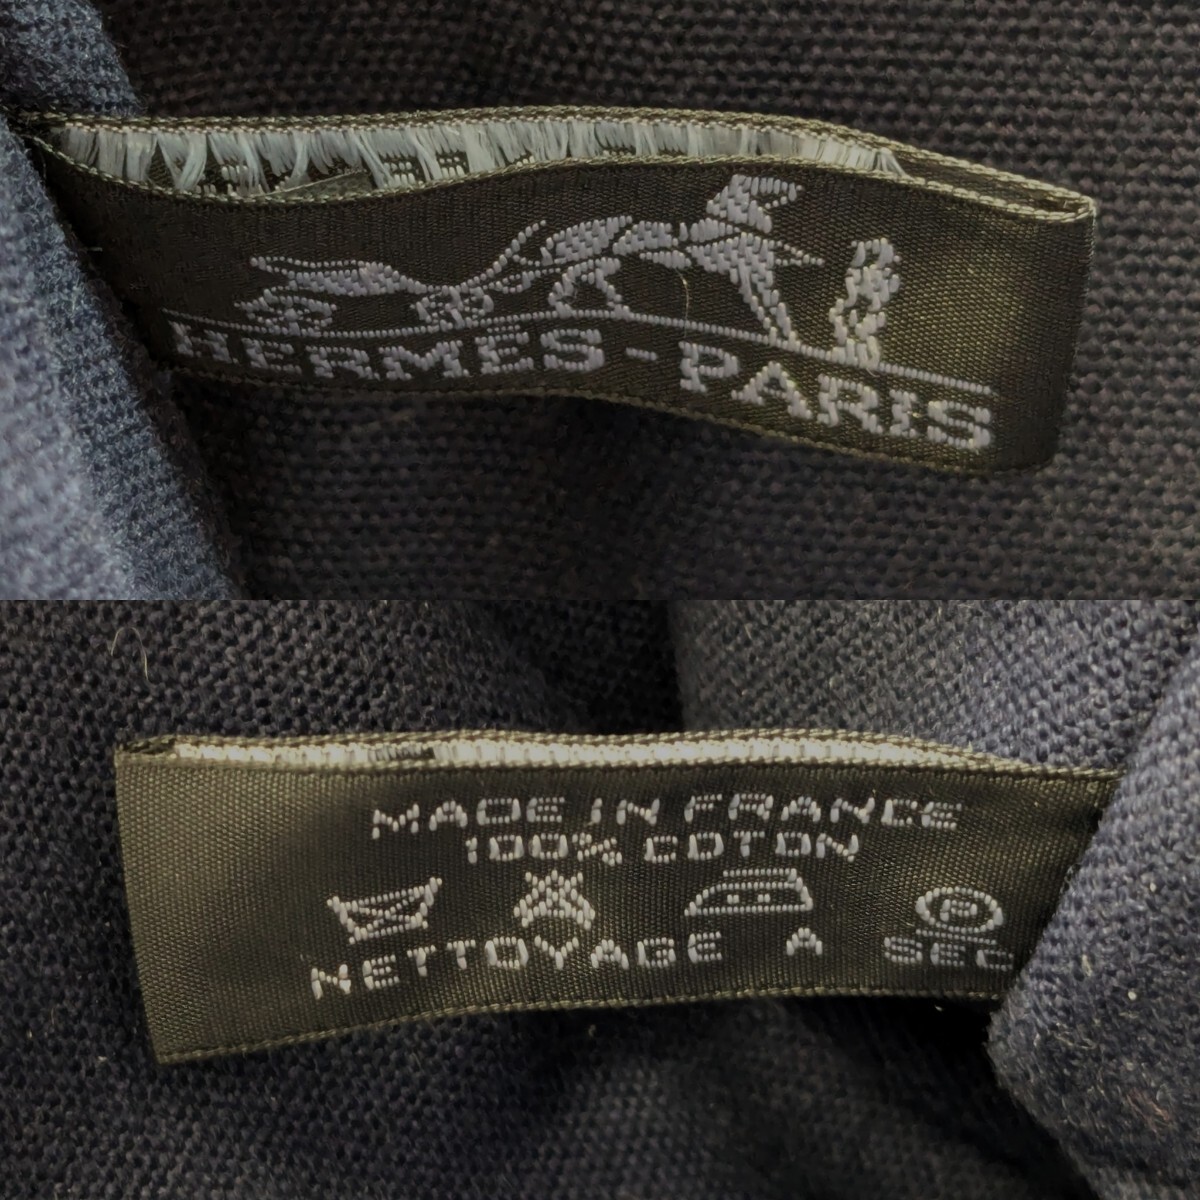 HERMES-PARIS
MADE IN FRANCE
100% COTON
P
NETTOYAGE A SEC